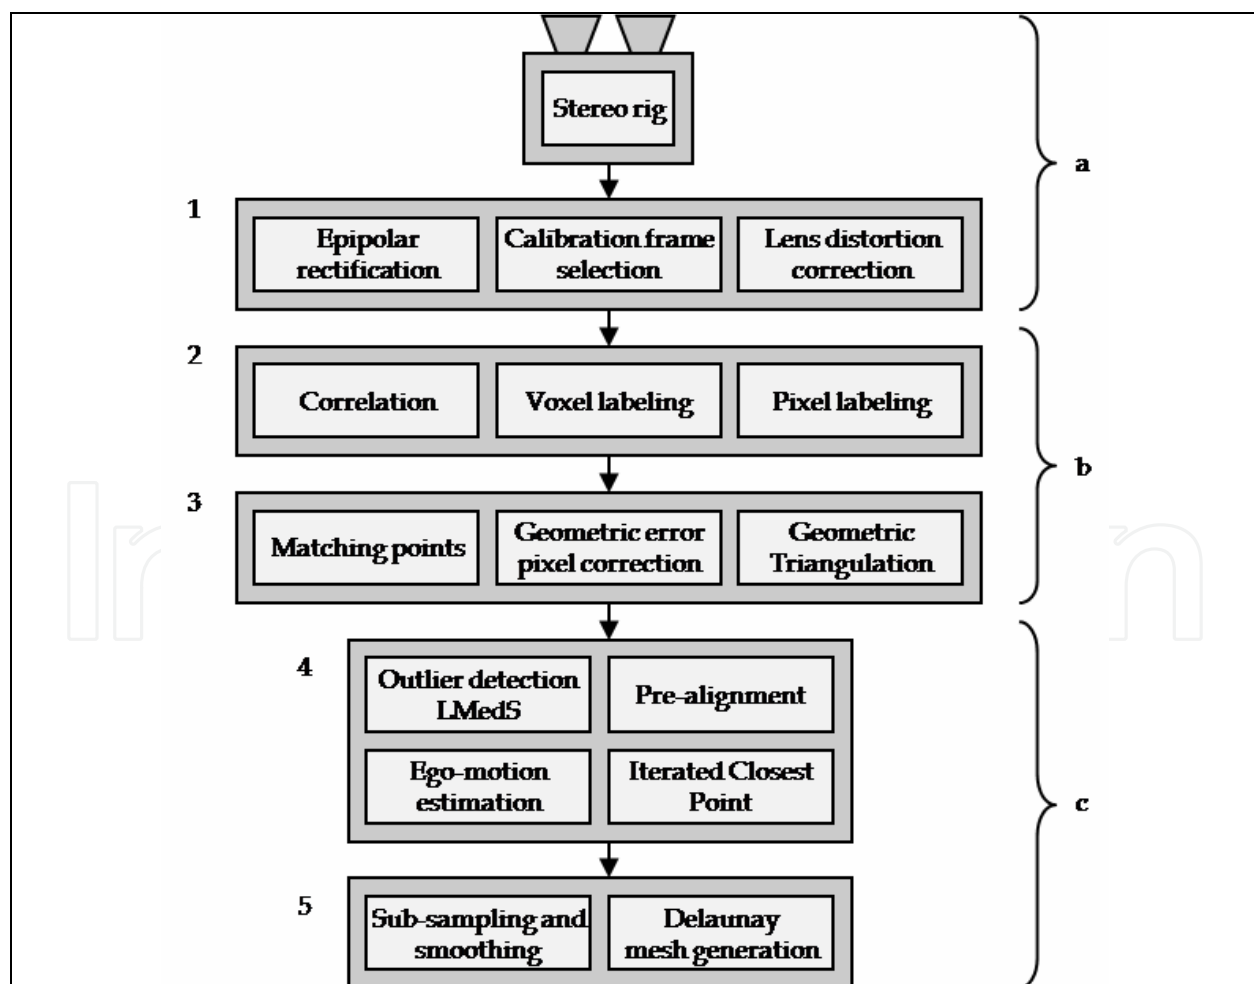 Stereo rig
a
1
Epipolar
rectification
Calibration frame
selection
Lens distortion
correction
2
Correlation
Voxel labeling
Pixel labeling
b
3
Matching points
Geometric error
pixel correction
Geometric
Triangulation
4
Outlier detection
LMedS
Pre-alignment
Ego-motion
estimation
Iterated Closest
Point
c
5
Sub-sampling and
smoothing
Delaunay
mesh generation